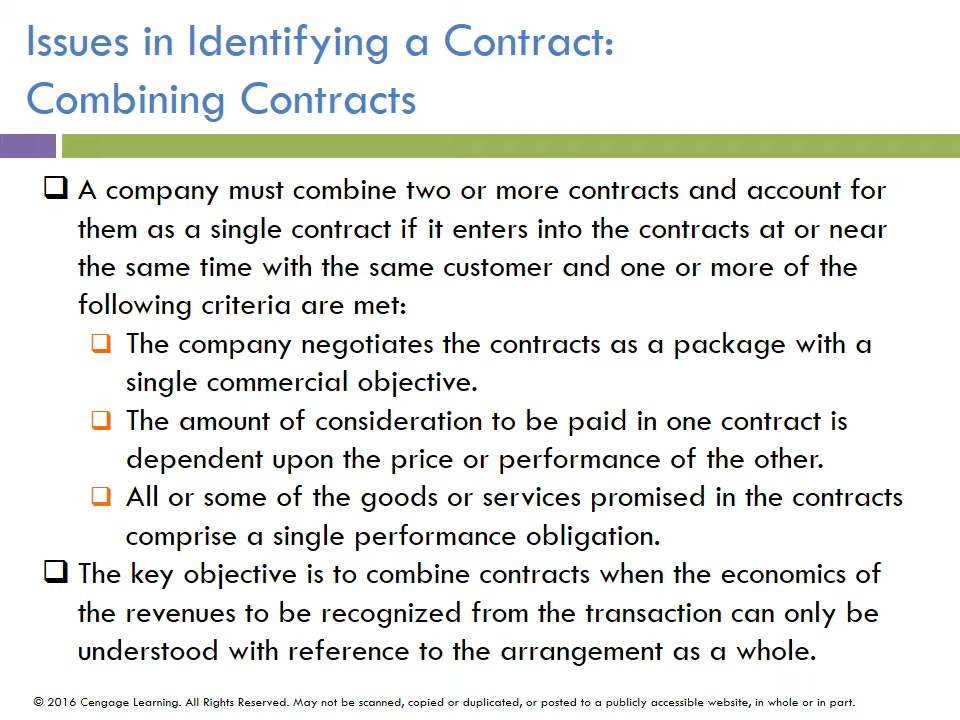 Issues in Identifying a Contract:
Combining Contracts
A company must combine two or more contracts and account for
them as a single contract if it enters into the contracts at or near
the same time with the same customer and one or more of the
following criteria are met:
The company negotiates the contracts as a package with a
single commercial objective.
The amount of consideration to be paid in one contract is
dependent upon the price or performance of the other.
All or some of the goods or services promised in the contracts
comprise a single performance obligation.
The key objective is to combine contracts when the economics of
the revenues to be recognized from the transaction can only be
understood with reference to the arrangement as a whole.
© 2016 Cengage Learning. All Rights Reserved. May not be scanned, copied or duplicated, or posted to a publicly accessible website, in whole or in part.